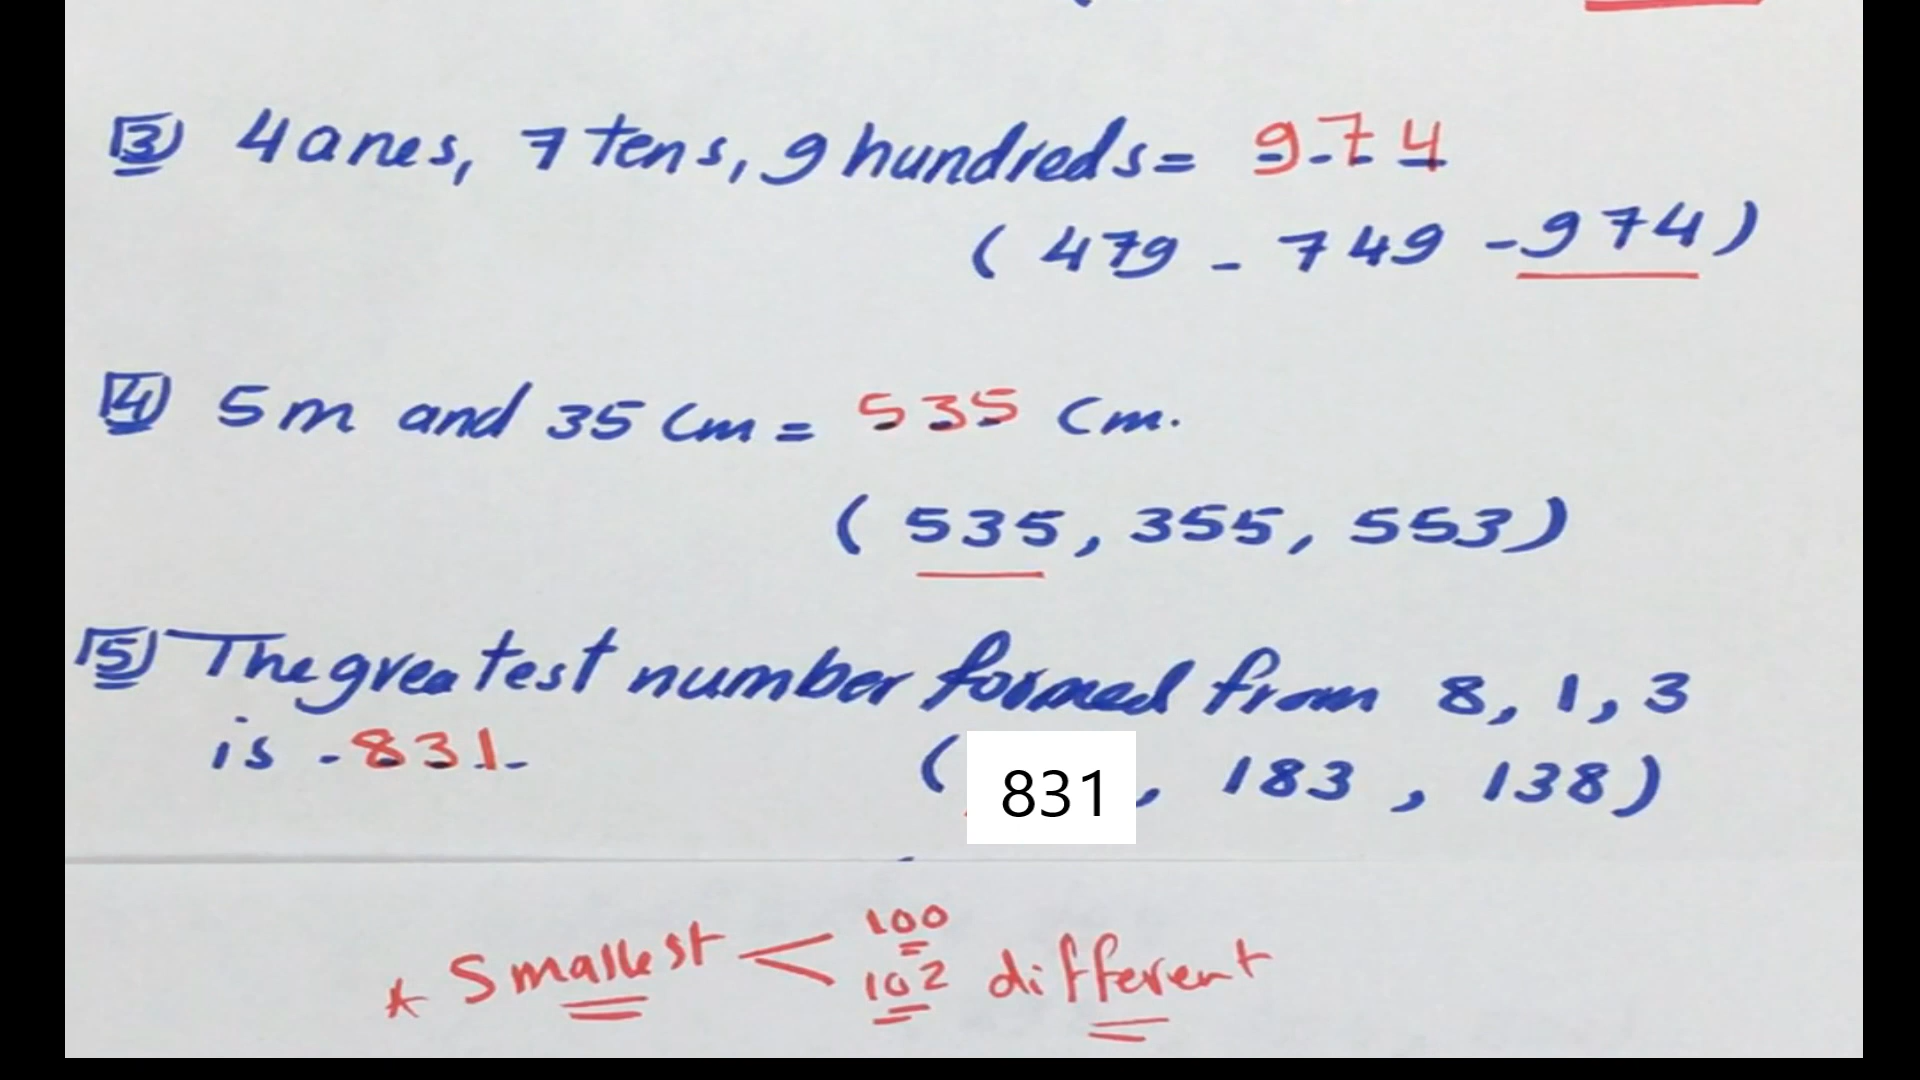 3 4 anes, 7 tens, 9 hundreds = 974
( 479 - 749 - 974 )
4 5m and 35 Cm = 535 Cm.
( 535 , 355 , 553 )
5 The greatest number formed from 8, 1, 3
is 831 ( 831 , 183 , 138 )
* Smallest < 100
102 different